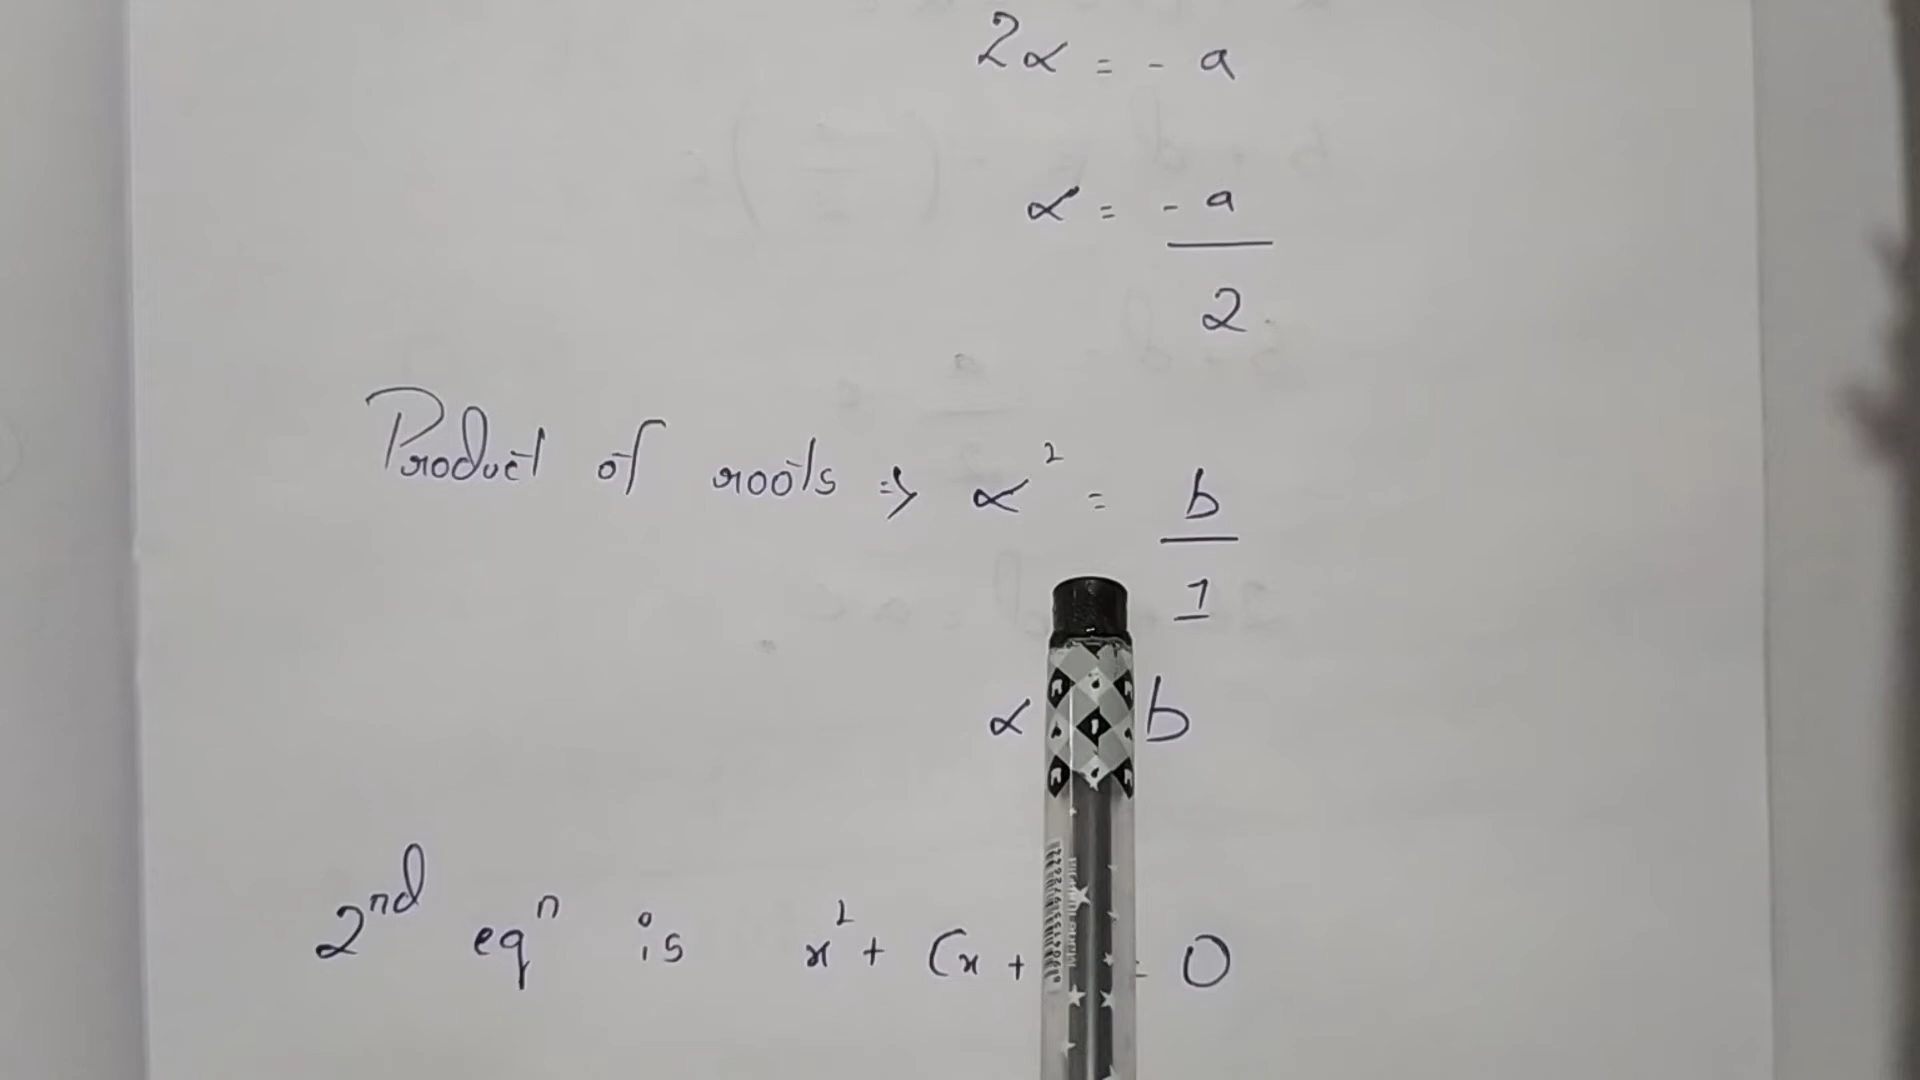 2α = - a
α = - a
2
Product of roots ⇒ α² = b
1
α b
2nd eqn is x² + Cx + = 0